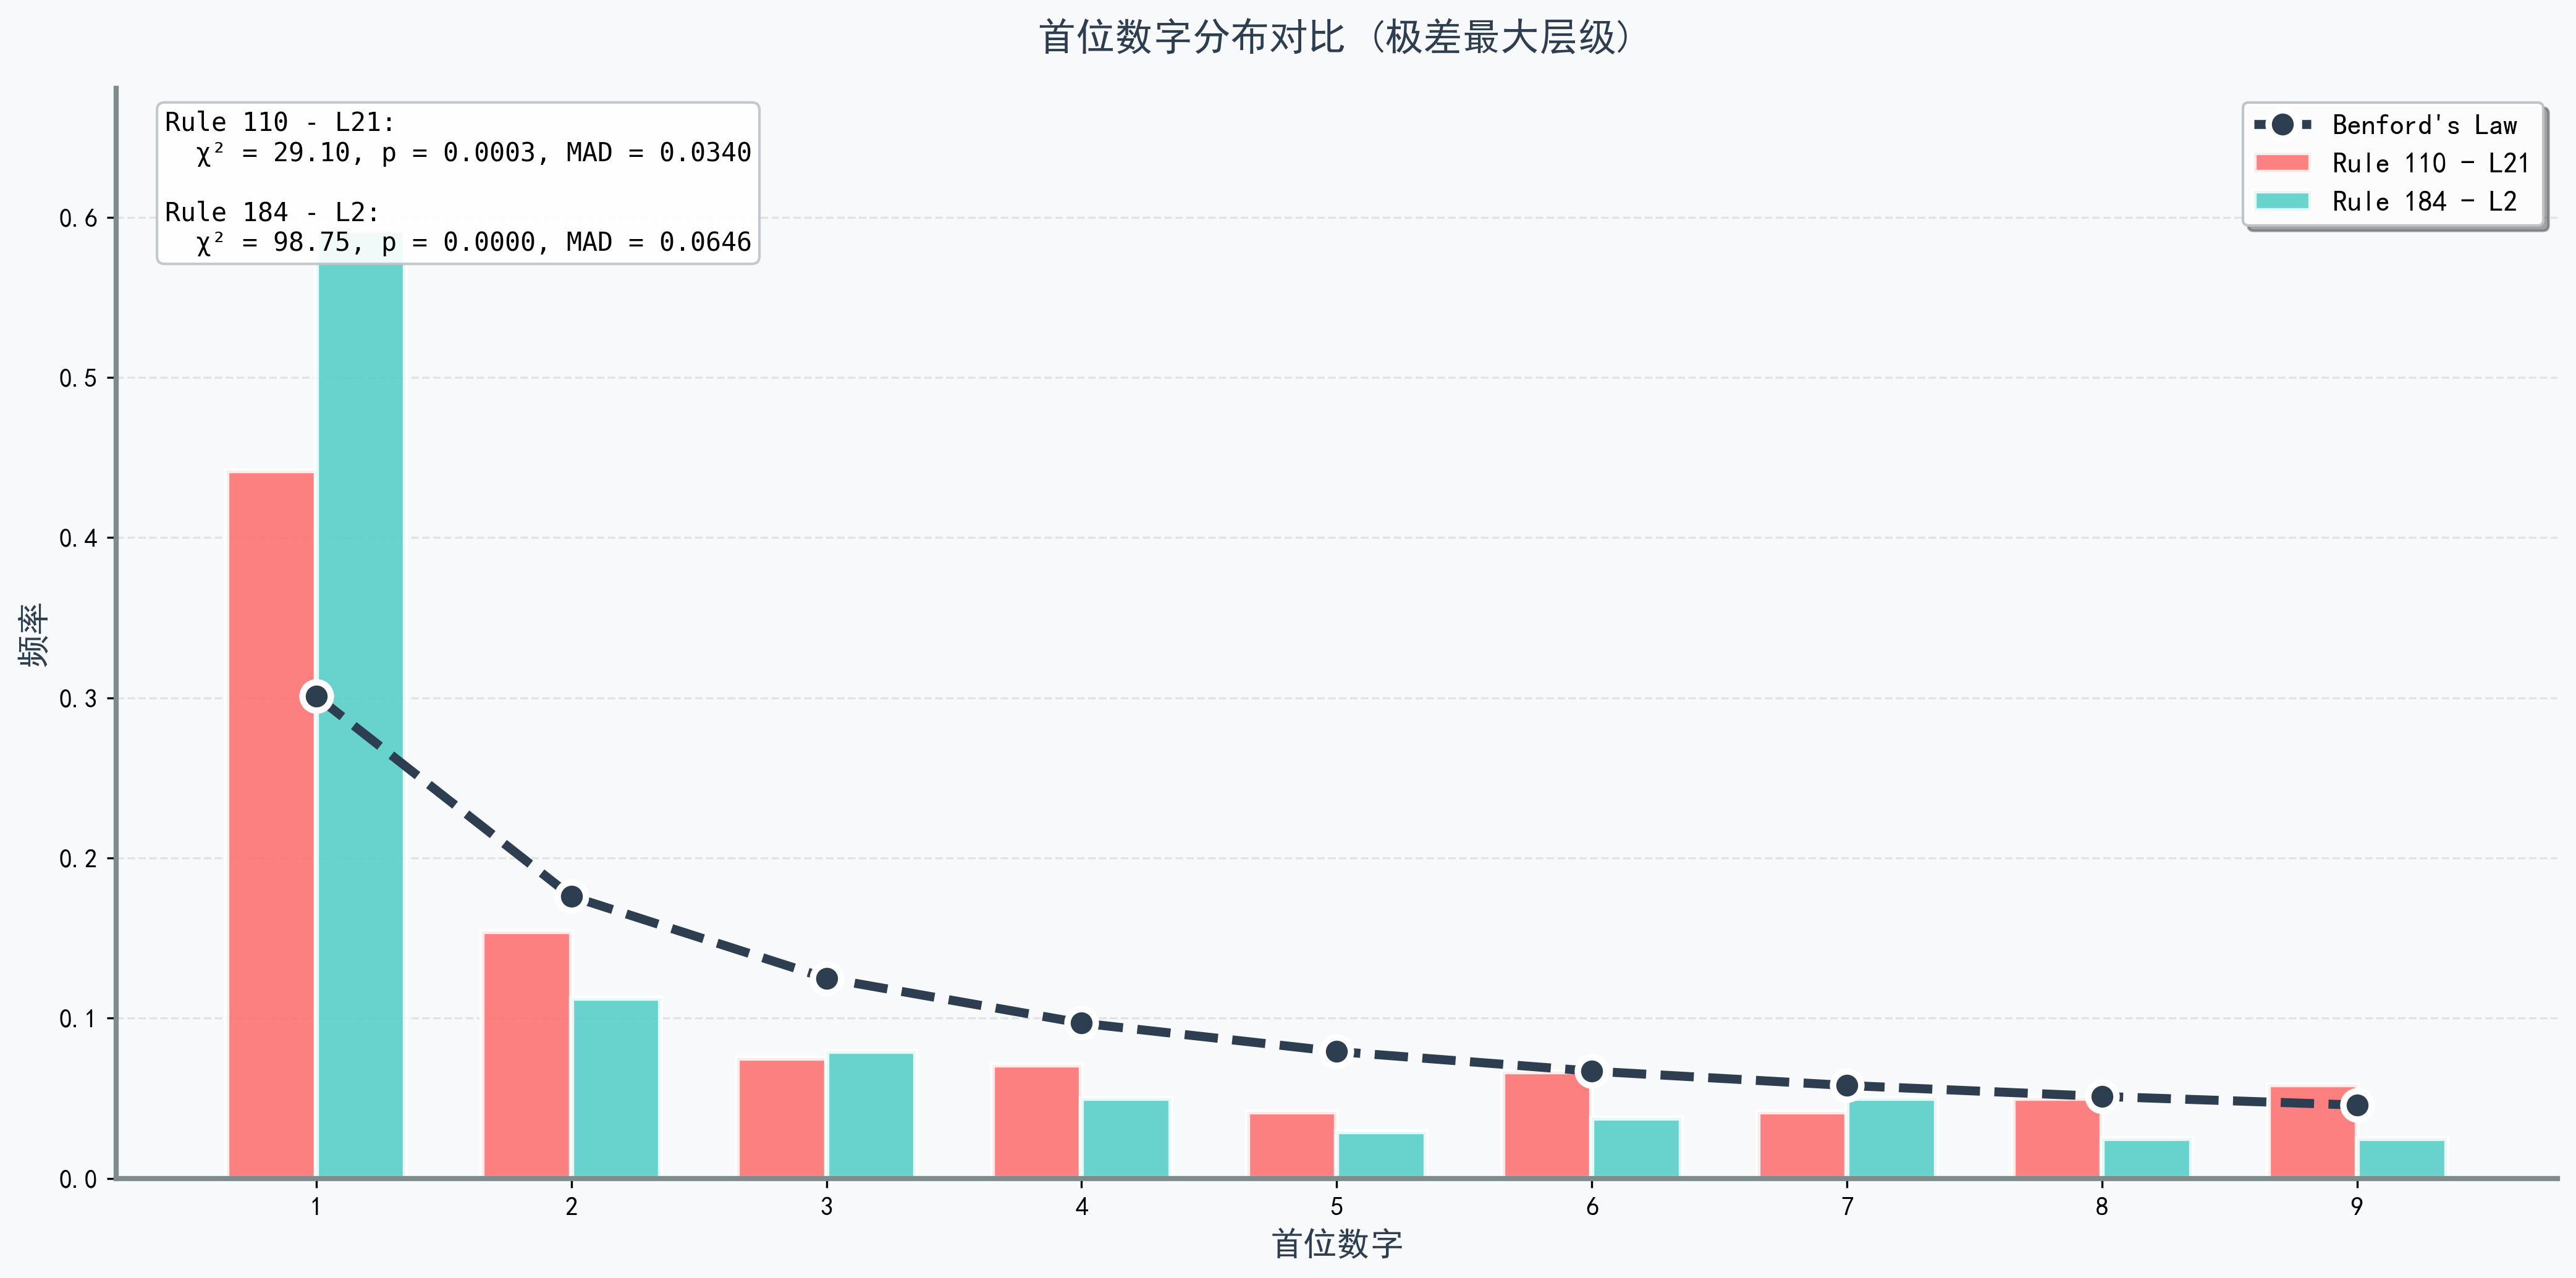 首位数字分布对比 (极差最大层级)
Rule 110 - L21:
χ² = 29.10, p = 0.0003, MAD = 0.0340
Rule 184 - L2:
χ² = 98.75, p = 0.0000, MAD = 0.0646
Benford's Law
Rule 110 - L21
Rule 184 - L2
频率
0.6
0.5
0.4
0.3
0.2
0.1
0.0
1 2 3 4 5 6 7 8 9
首位数字